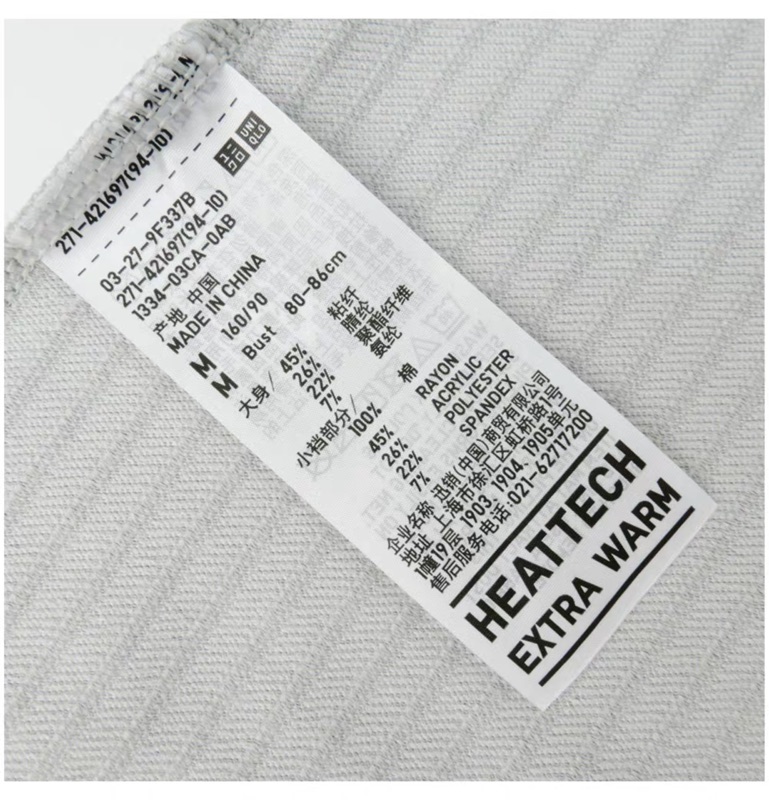 271-421697(94-10)
UNI
QLO
03-27-9F337B
271-421697(94-10)
1334-03CA-0AB
产地 中国
MADE IN CHINA
M 160/90
M Bust 80-86cm
大身/ 45% 粘纤
26% 腈纶
22% 聚酯纤维
7% 氨纶
小裆部分/
100% 棉
45% RAYON
26% ACRYLIC
22% POLYESTER
7% SPANDEX
企业名称 迅销(中国)商贸有限公司
地址 上海市徐汇区虹桥路1号
1幢19层 1903, 1904, 1905单元
售后服务电话:021-62717200
HEATTECH
EXTRA WARM